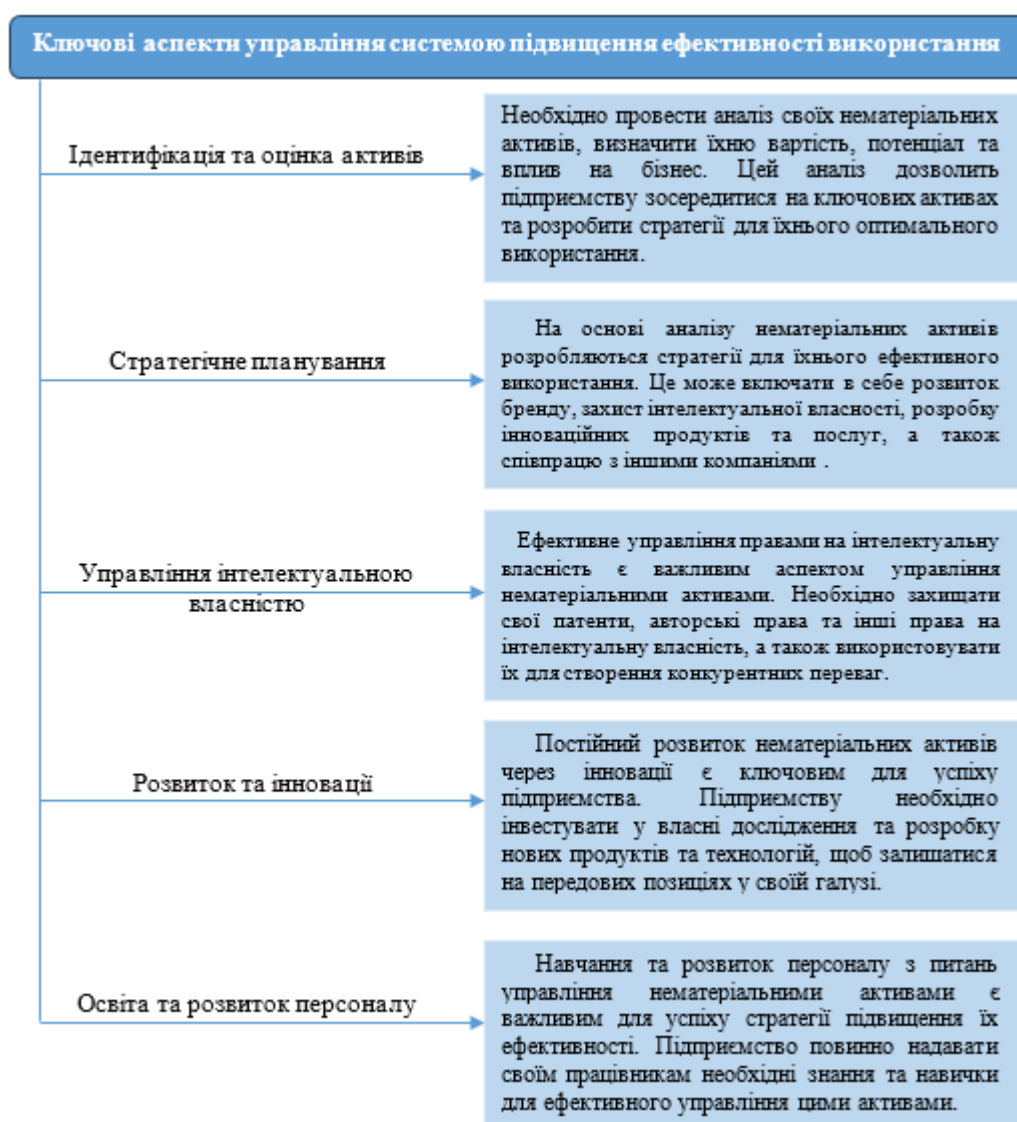 Ключові аспекти управління системою підвищення ефективності використання
Ідентифікація та оцінка активів
Необхідно провести аналіз своїх нематеріальних
активів, визначити їхню вартість, потенціал та
вплив на бізнес. Цей аналіз дозволить
підприємству зосередитися на ключових активах
та розробити стратегії для їхнього оптимального
використання.
Стратегічне планування
На основі аналізу нематеріальних активів
розробляються стратегії для їхнього ефективного
використання. Це може включати в себе розвиток
бренду, захист інтелектуальної власності, розробку
інноваційних продуктів та послуг, а також
співпрацю з іншими компаніями .
Управління інтелектуальною
власністю
Ефективне управління правами на інтелектуальну
власність є важливим аспектом управління
нематеріальними активами. Необхідно захищати
свої патенти, авторські права та інші права на
інтелектуальну власність, а також використовувати
їх для створення конкурентних переваг.
Розвиток та інновації
Постійний розвиток нематеріальних активів
через інновації є ключовим для успіху
підприємства. Підприємству необхідно
інвестувати у власні дослідження та розробку
нових продуктів та технологій, щоб залишатися
на передових позиціях у своїй галузі.
Освіта та розвиток персоналу
Навчання та розвиток персоналу з питань
управління нематеріальними активами є
важливим для успіху стратегії підвищення їх
ефективності. Підприємство повинно надавати
своїм працівникам необхідні знання та навички
для ефективного управління цими активами.